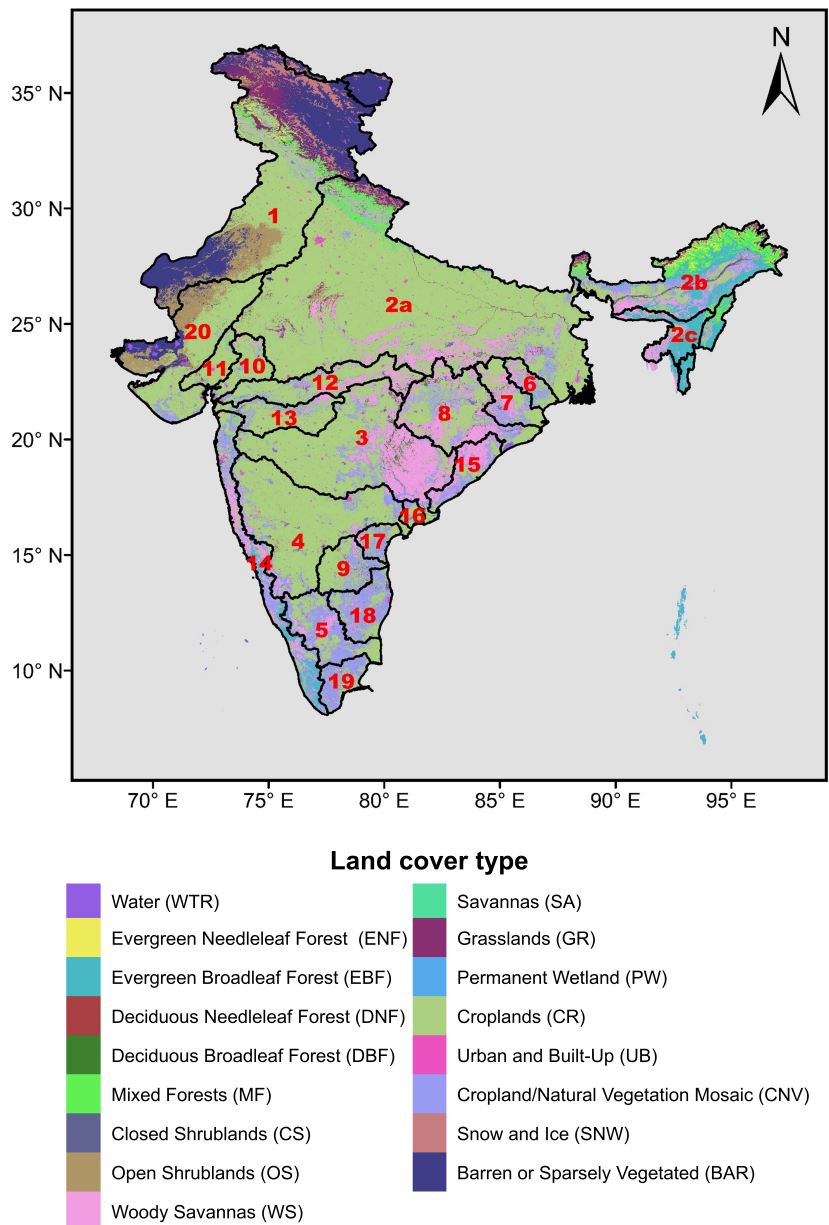 N
35° N
30° N
25° N
20° N
15° N
10° N
1
2a
2b
2c
20
11
10
12
13
3
8
7
6
15
16
4
14
17
9
18
5
19
70° E
75° E
80° E
85° E
90° E
95° E
Land cover type
Water (WTR)
Evergreen Needleleaf Forest (ENF)
Evergreen Broadleaf Forest (EBF)
Deciduous Needleleaf Forest (DNF)
Deciduous Broadleaf Forest (DBF)
Mixed Forests (MF)
Closed Shrublands (CS)
Open Shrublands (OS)
Woody Savannas (WS)
Savannas (SA)
Grasslands (GR)
Permanent Wetland (PW)
Croplands (CR)
Urban and Built-Up (UB)
Cropland/Natural Vegetation Mosaic (CNV)
Snow and Ice (SNW)
Barren or Sparsely Vegetated (BAR)